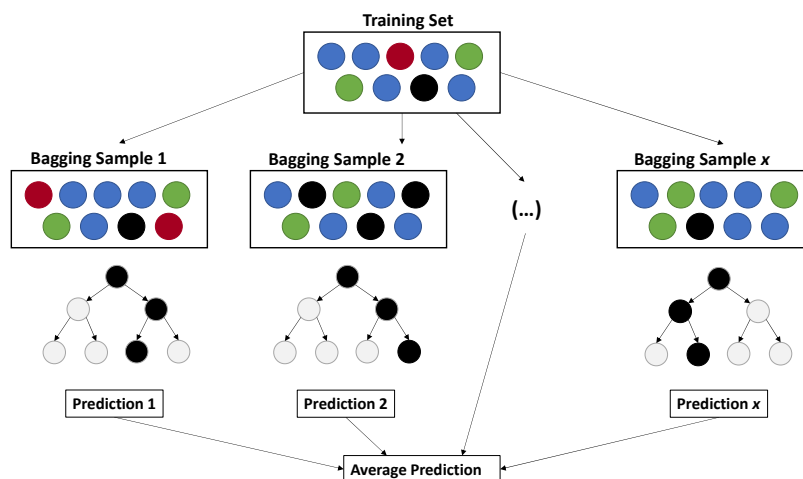 Training Set
Bagging Sample 1
Bagging Sample 2
Bagging Sample x
(...)
Prediction 1
Prediction 2
Prediction x
Average Prediction